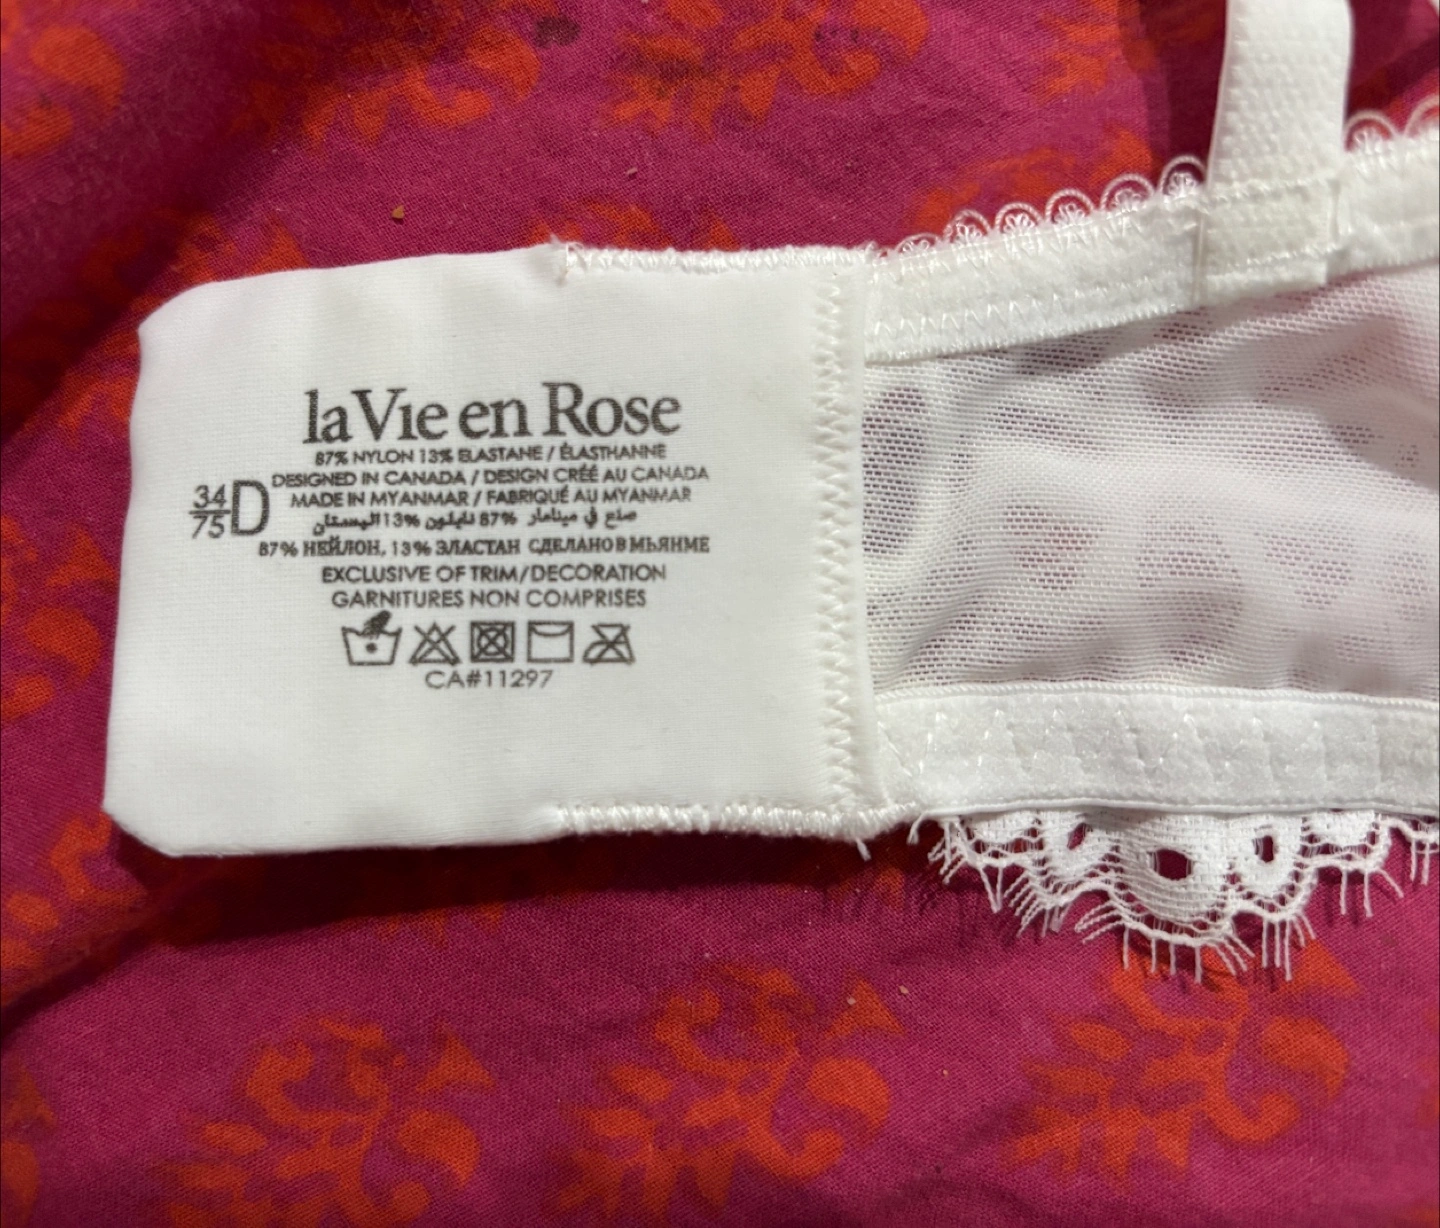 la Vie en Rose
87% NYLON 13% ELASTANE / ÉLASTHANNE
DESIGNED IN CANADA / DESIGN CRÉÉ AU CANADA
34
75
D
MADE IN MYANMAR / FABRIQUÉ AU MYANMAR
صنع في ميانمار 87% نايلون 13% اليستان
87% НЕЙЛОН, 13% ЭЛАСТАН СДЕЛАНО В МЬЯНМЕ
EXCLUSIVE OF TRIM/DECORATION
GARNITURES NON COMPRISES
CA#11297